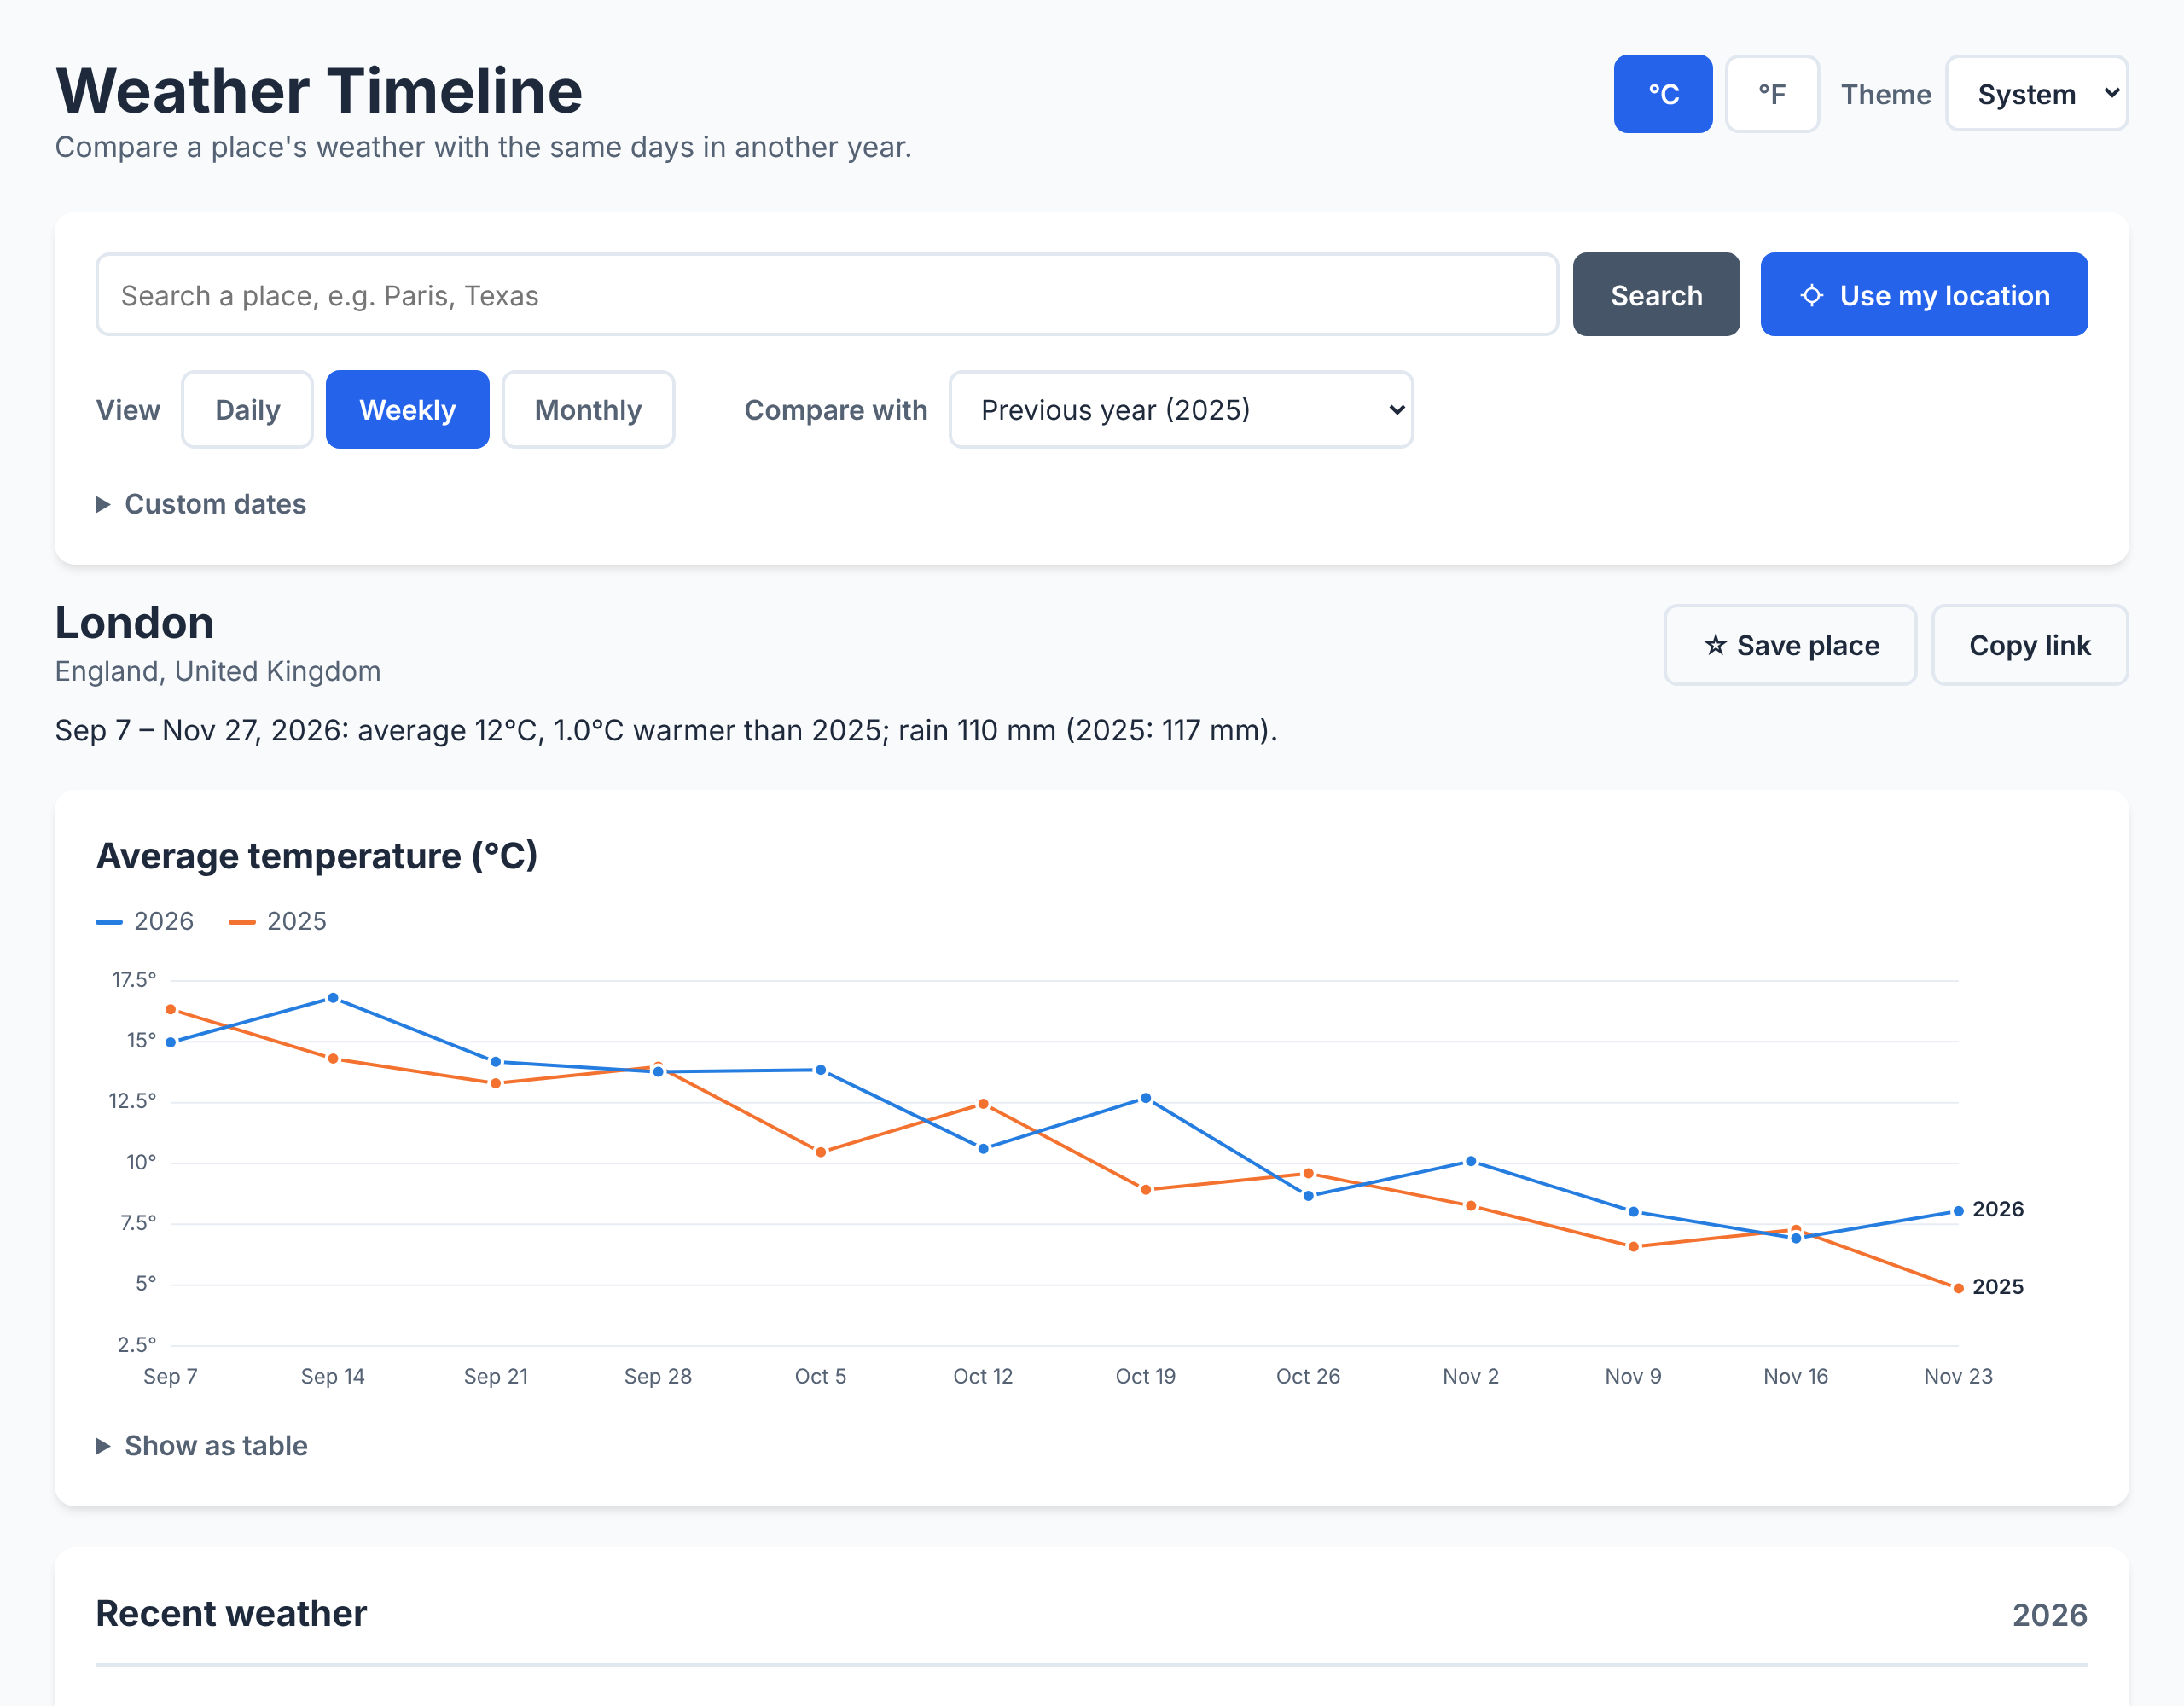 Weather Timeline
Compare a place's weather with the same days in another year.
°C
°F
Theme
System
Search a place, e.g. Paris, Texas
Search
Use my location
View
Daily
Weekly
Monthly
Compare with
Previous year (2025)
Custom dates
London
England, United Kingdom
☆ Save place
Copy link
Sep 7 – Nov 27, 2026: average 12°C, 1.0°C warmer than 2025; rain 110 mm (2025: 117 mm).
Average temperature (°C)
2026
2025
17.5°
15°
12.5°
10°
7.5°
5°
2.5°
2026
2025
Sep 7
Sep 14
Sep 21
Sep 28
Oct 5
Oct 12
Oct 19
Oct 26
Nov 2
Nov 9
Nov 16
Nov 23
Show as table
Recent weather
2026